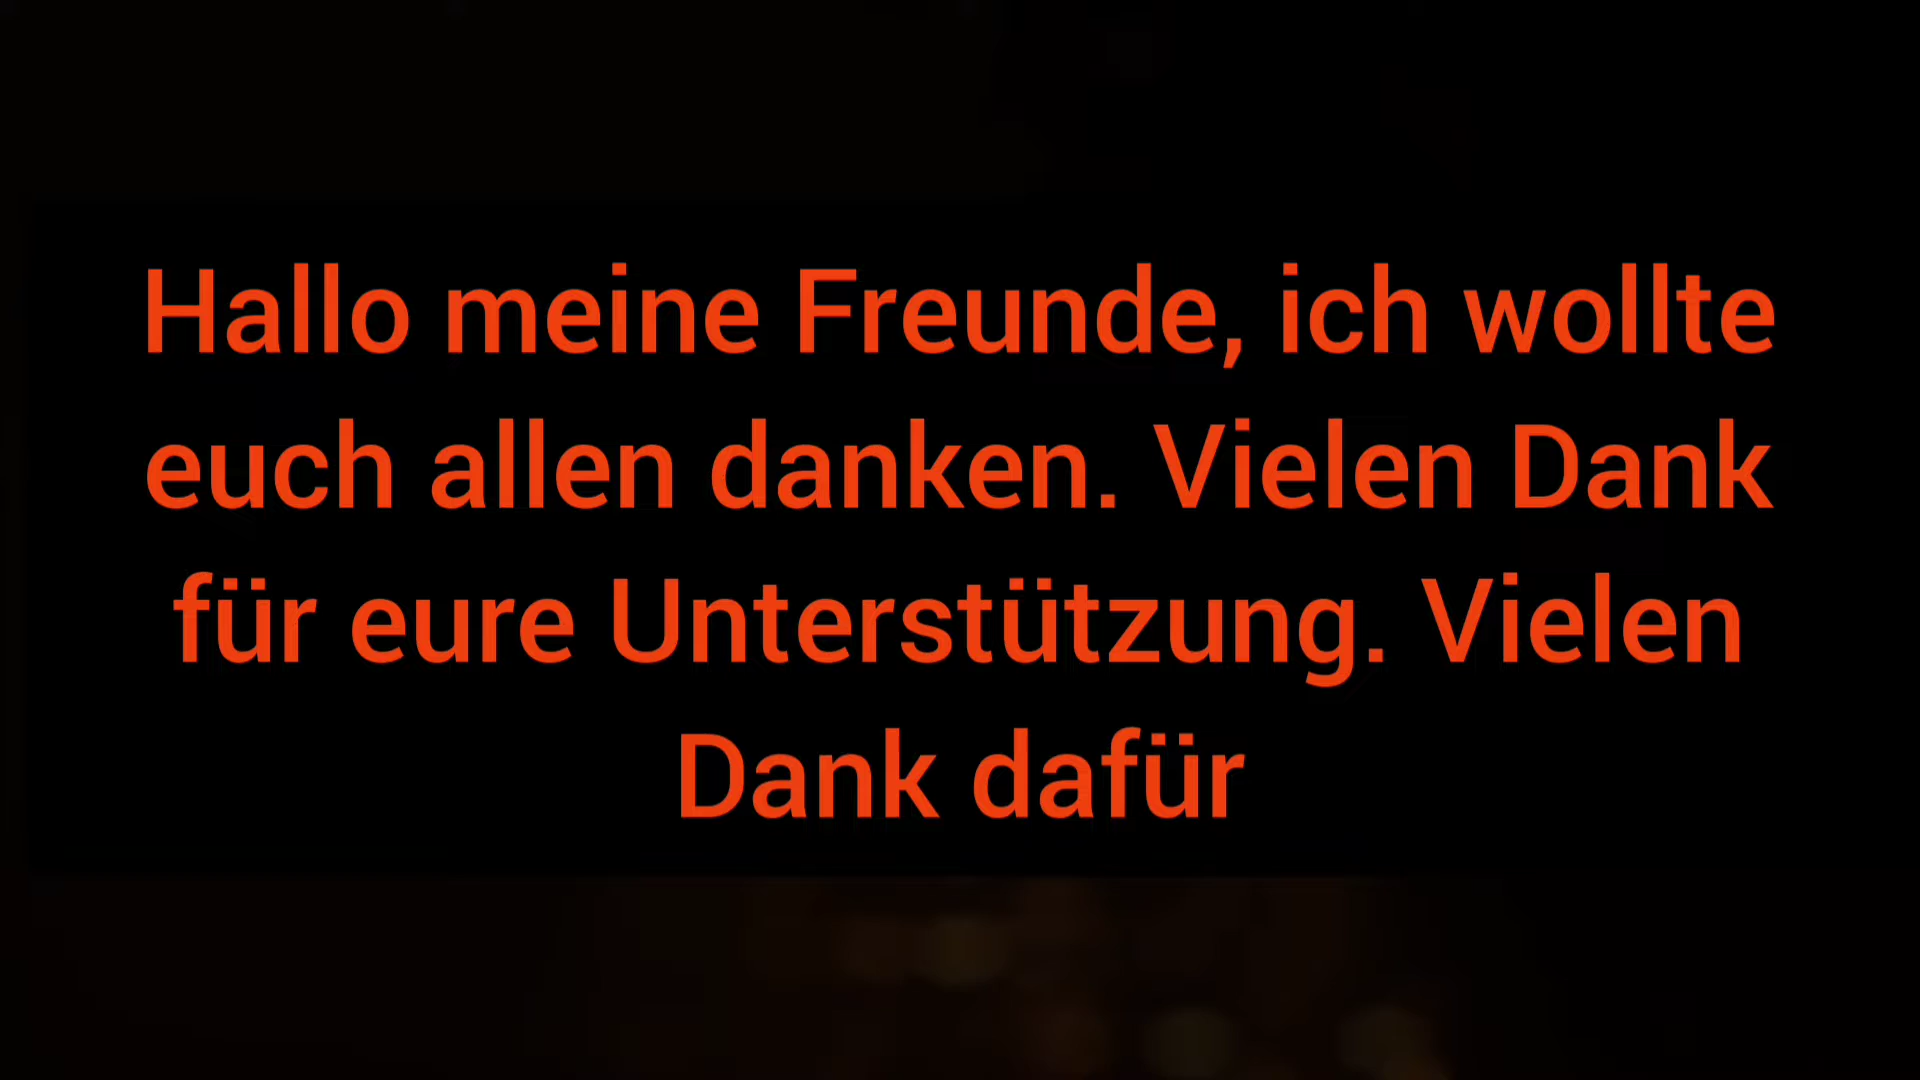 Hallo meine Freunde, ich wollte
euch allen danken. Vielen Dank
für eure Unterstützung. Vielen
Dank dafür